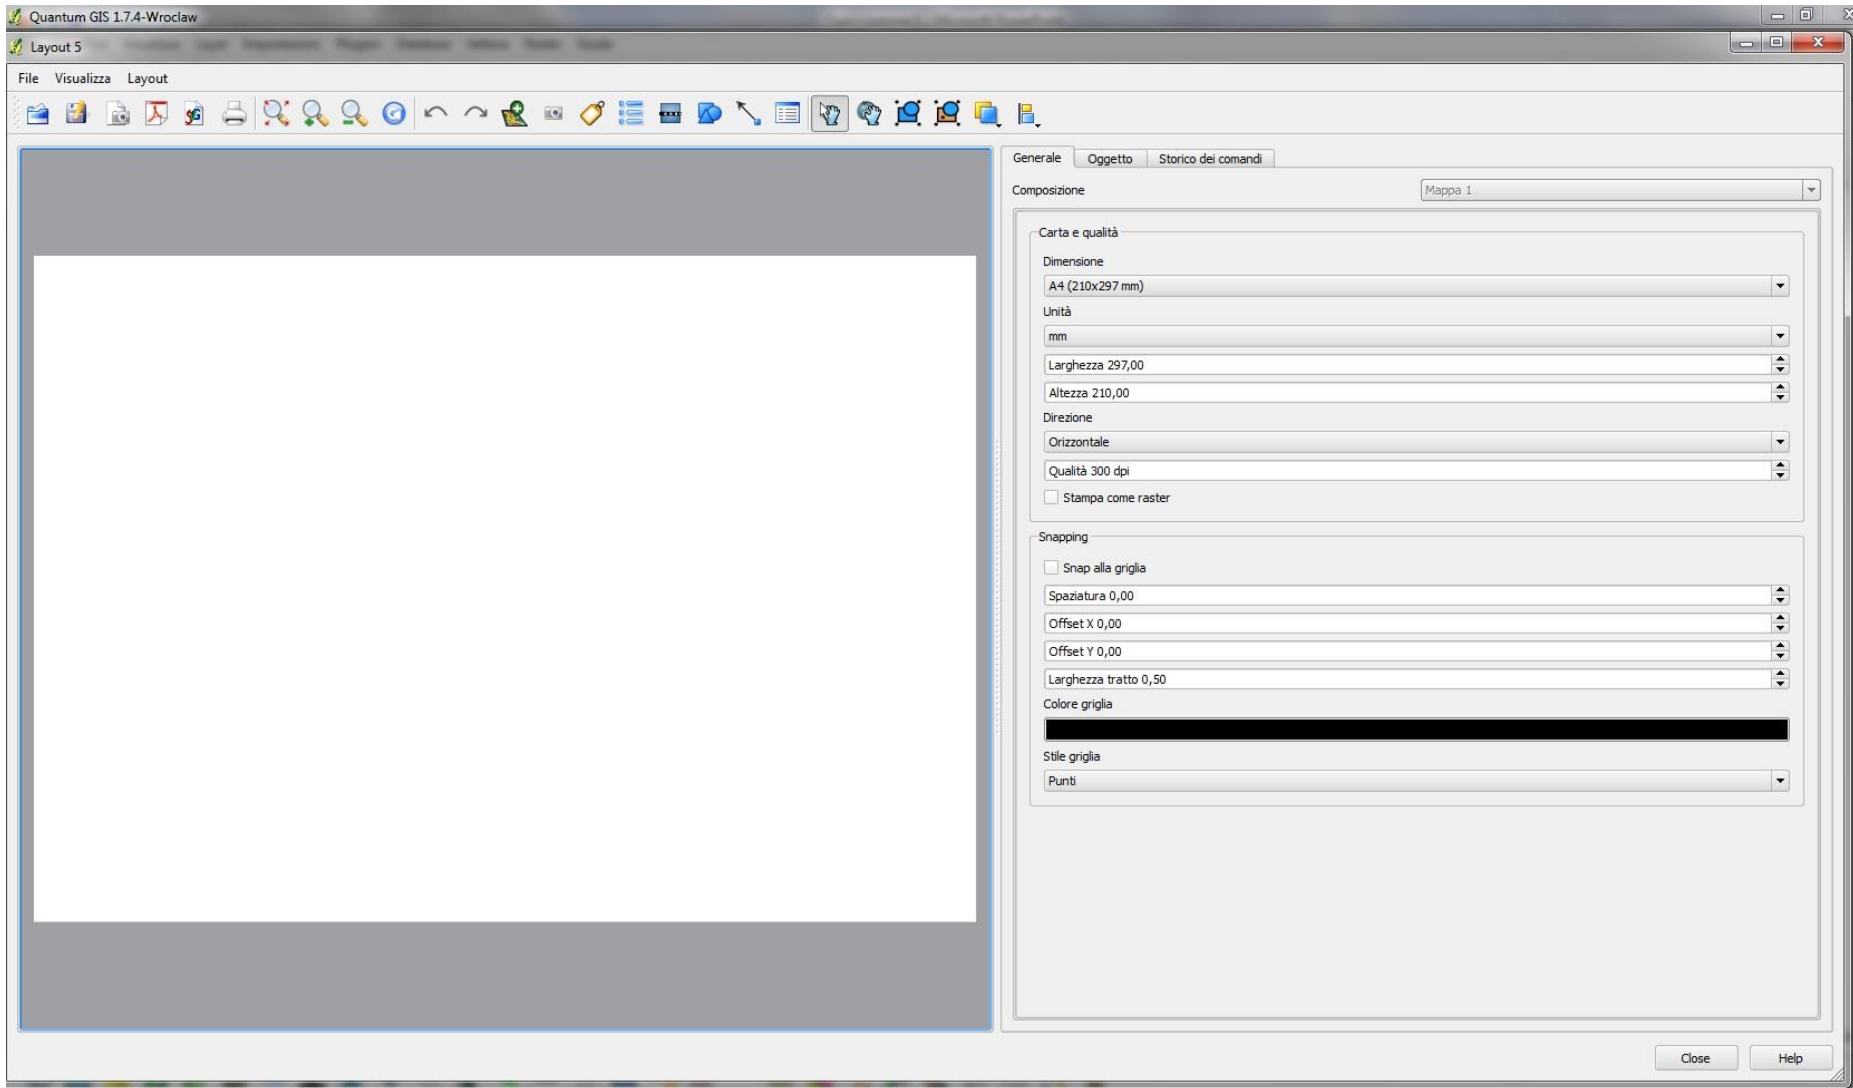 Quantum GIS 1.7.4-Wroclaw
Layout 5
File Visualizza Layout
Generale Oggetto Storico dei comandi
Composizione Mappa 1
Carta e qualità
Dimensione
A4 (210x297 mm)
Unità
mm
Larghezza 297,00
Altezza 210,00
Direzione
Orizzontale
Qualità 300 dpi
Stampa come raster
Snapping
Snap alla griglia
Spaziatura 0,00
Offset X 0,00
Offset Y 0,00
Larghezza tratto 0,50
Colore griglia
Stile griglia
Punti
Close Help